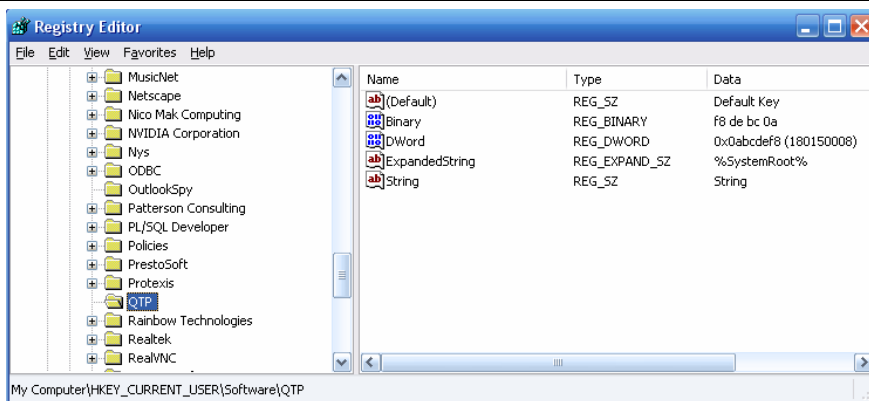 Registry Editor
File Edit View Favorites Help
MusicNet
Netscape
Nico Mak Computing
NVIDIA Corporation
Nys
ODBC
OutlookSpy
Patterson Consulting
PL/SQL Developer
Policies
PrestoSoft
Protexis
QTP
Rainbow Technologies
Realtek
RealVNC
Name Type Data
(Default) REG_SZ Default Key
Binary REG_BINARY f8 de bc 0a
DWord REG_DWORD 0x0abcdef8 (180150008)
ExpandedString REG_EXPAND_SZ %SystemRoot%
String REG_SZ String
My Computer\HKEY_CURRENT_USER\Software\QTP